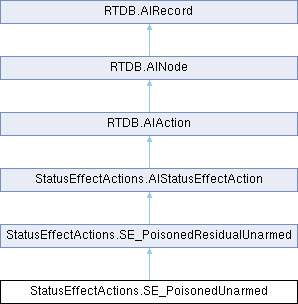 RTDB.AIRecord
RTDB.AINode
RTDB.AIAction
StatusEffectActions.AIStatusEffectAction
StatusEffectActions.SE_PoisonedResidualUnarmed
StatusEffectActions.SE_PoisonedUnarmed